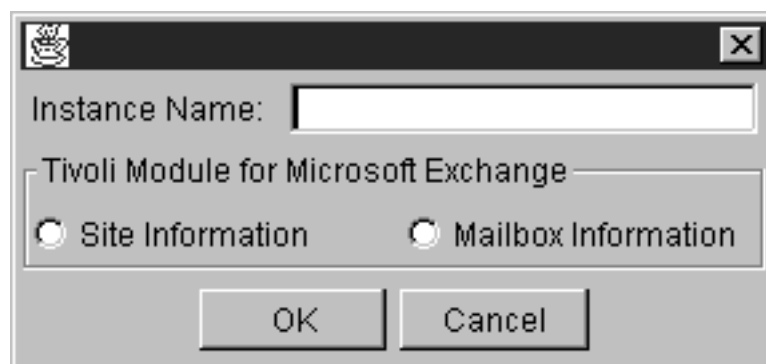 Instance Name:
Tivoli Module for Microsoft Exchange
Site Information Mailbox Information
OK Cancel